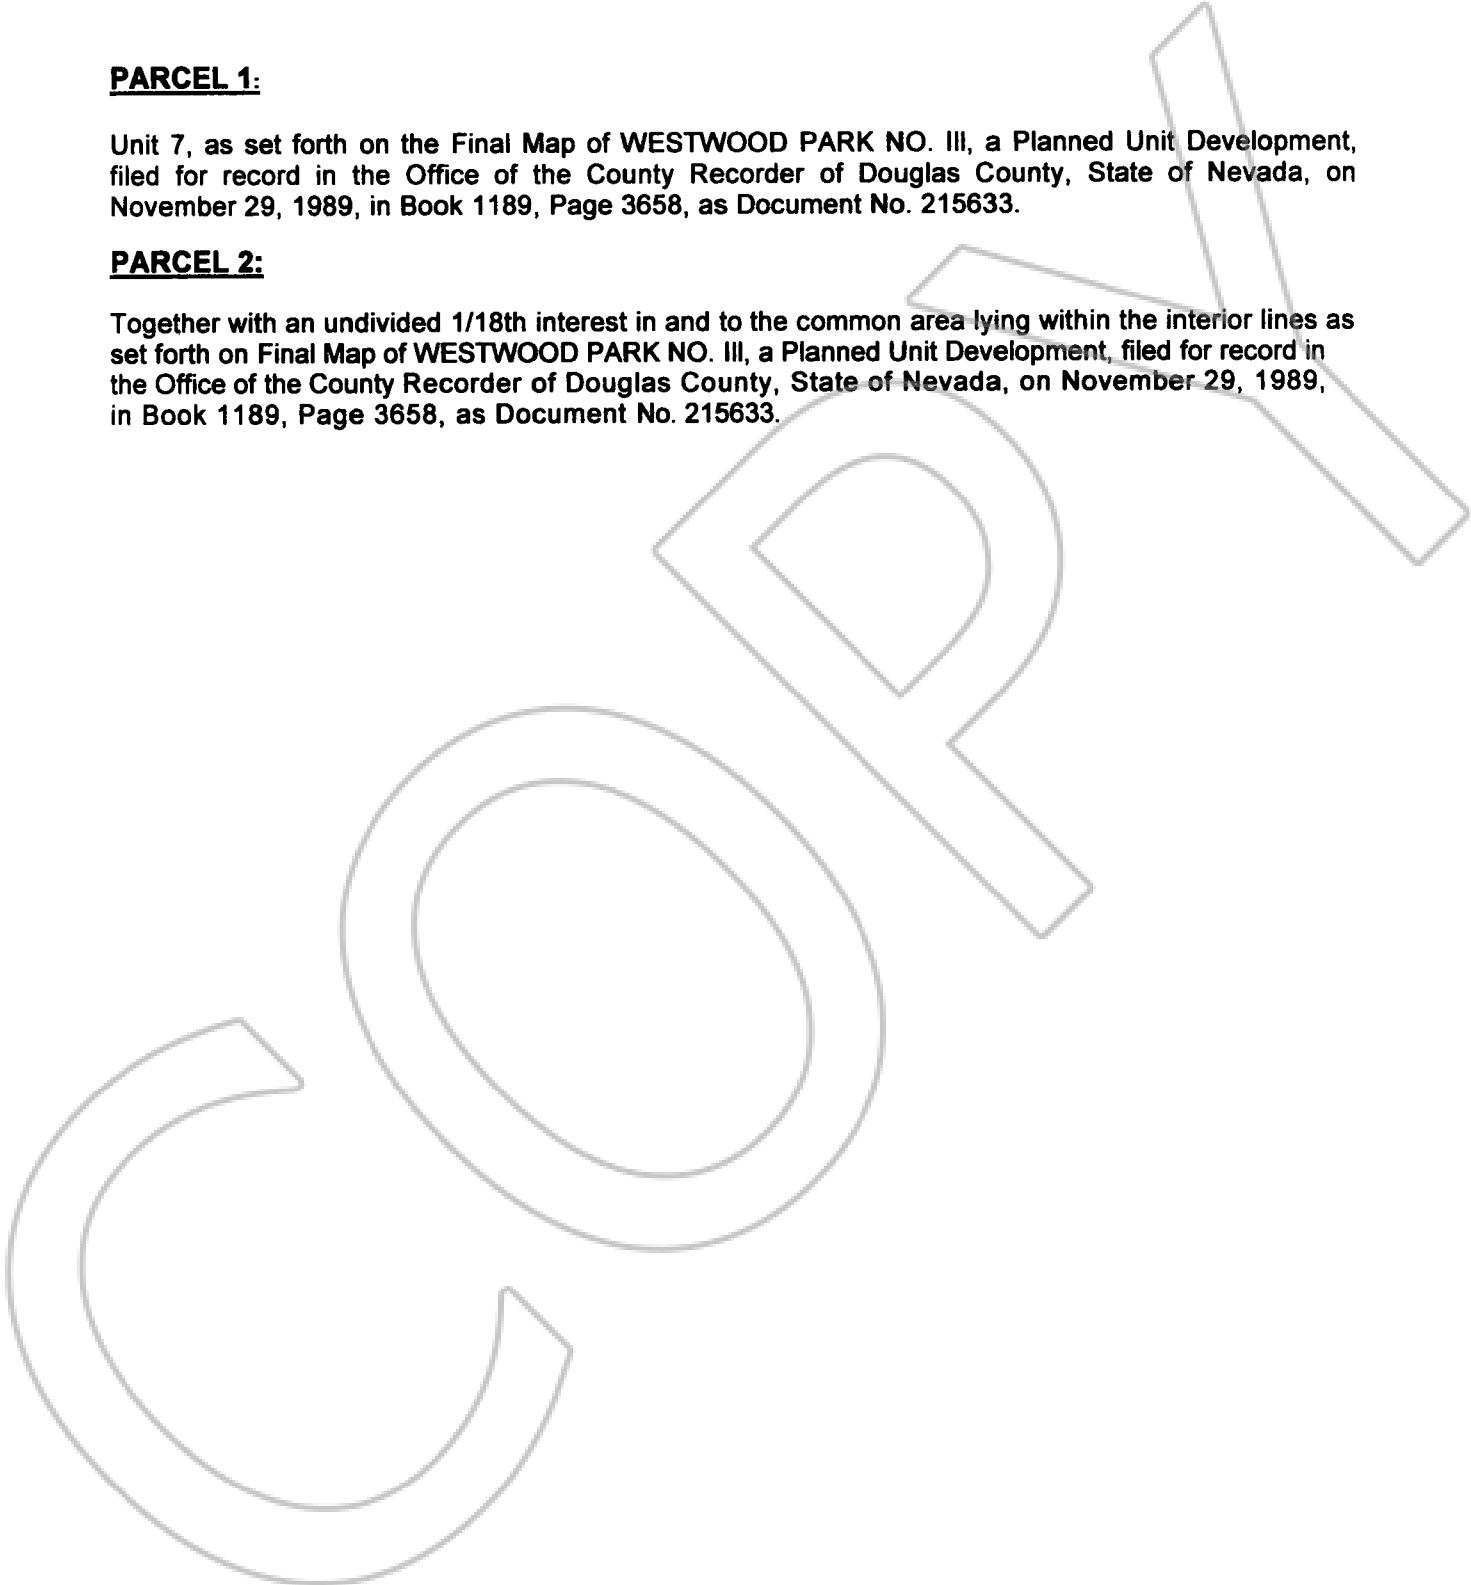 PARCEL 1:
Unit 7, as set forth on the Final Map of WESTWOOD PARK NO. III, a Planned Unit Development,
filed for record in the Office of the County Recorder of Douglas County, State of Nevada, on
November 29, 1989, in Book 1189, Page 3658, as Document No. 215633.
PARCEL 2:
Together with an undivided 1/18th interest in and to the common area lying within the interior lines as
set forth on Final Map of WESTWOOD PARK NO. III, a Planned Unit Development, filed for record in
the Office of the County Recorder of Douglas County, State of Nevada, on November 29, 1989,
in Book 1189, Page 3658, as Document No. 215633.
COPY